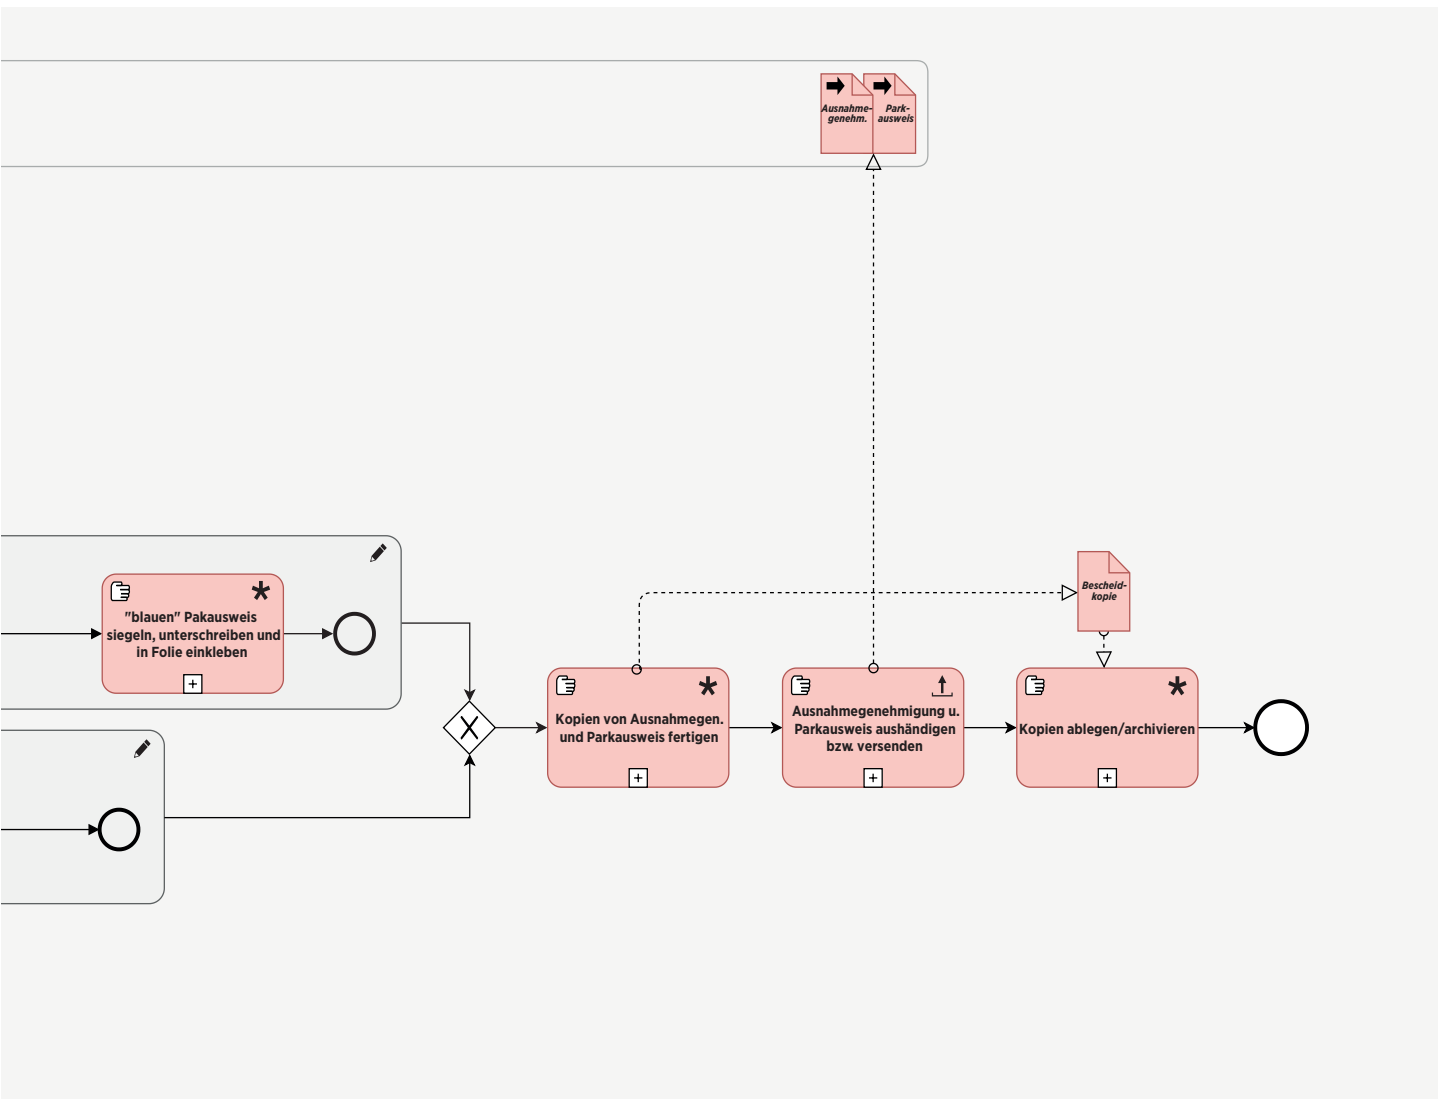 Ausnahme-
genehm.
Park-
ausweis
Bescheid-
kopie
"blauen" Pakausweis
siegeln, unterschreiben und
in Folie einkleben
Kopien von Ausnahmegen.
und Parkausweis fertigen
Ausnahmegenehmigung u.
Parkausweis aushändigen
bzw. versenden
Kopien ablegen/archivieren